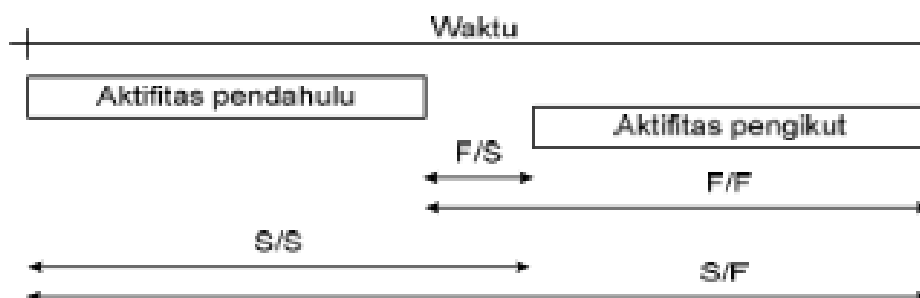 Waktu
Aktifitas pendahulu
Aktifitas pengikut
F/S
F/F
S/S
S/F